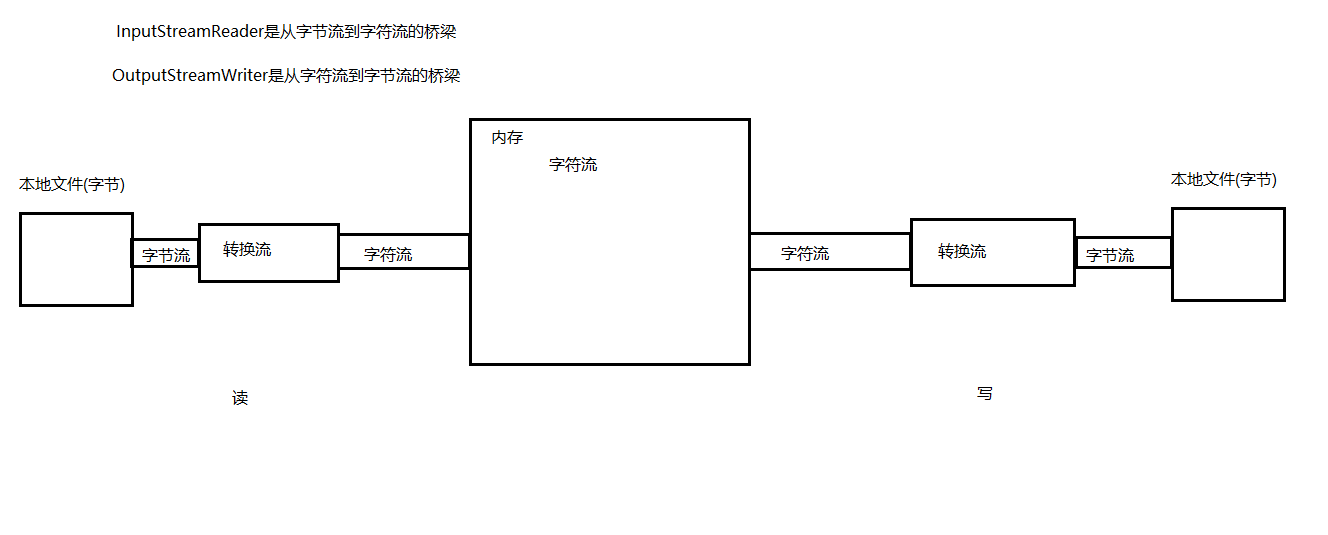 InputStreamReader是从字节流到字符流的桥梁
OutputStreamWriter是从字符流到字节流的桥梁
内存
字符流
本地文件(字节)
本地文件(字节)
字节流
转换流
字符流
字符流
转换流
字节流
读
写